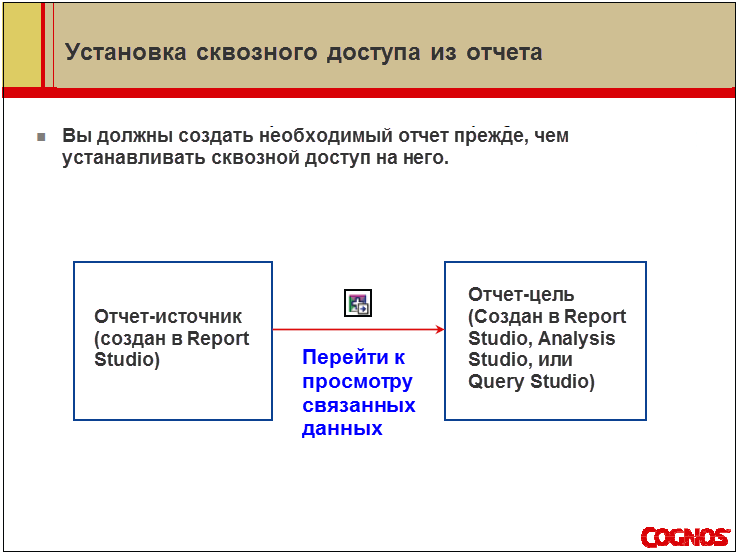 Установка сквозного доступа из отчета
Вы должны создать необходимый отчет прежде, чем
устанавливать сквозной доступ на него.
Отчет-источник
(создан в Report
Studio)
Перейти к
просмотру
связанных
данных
Отчет-цель
(Создан в Report
Studio, Analysis
Studio, или
Query Studio)
COGNOS